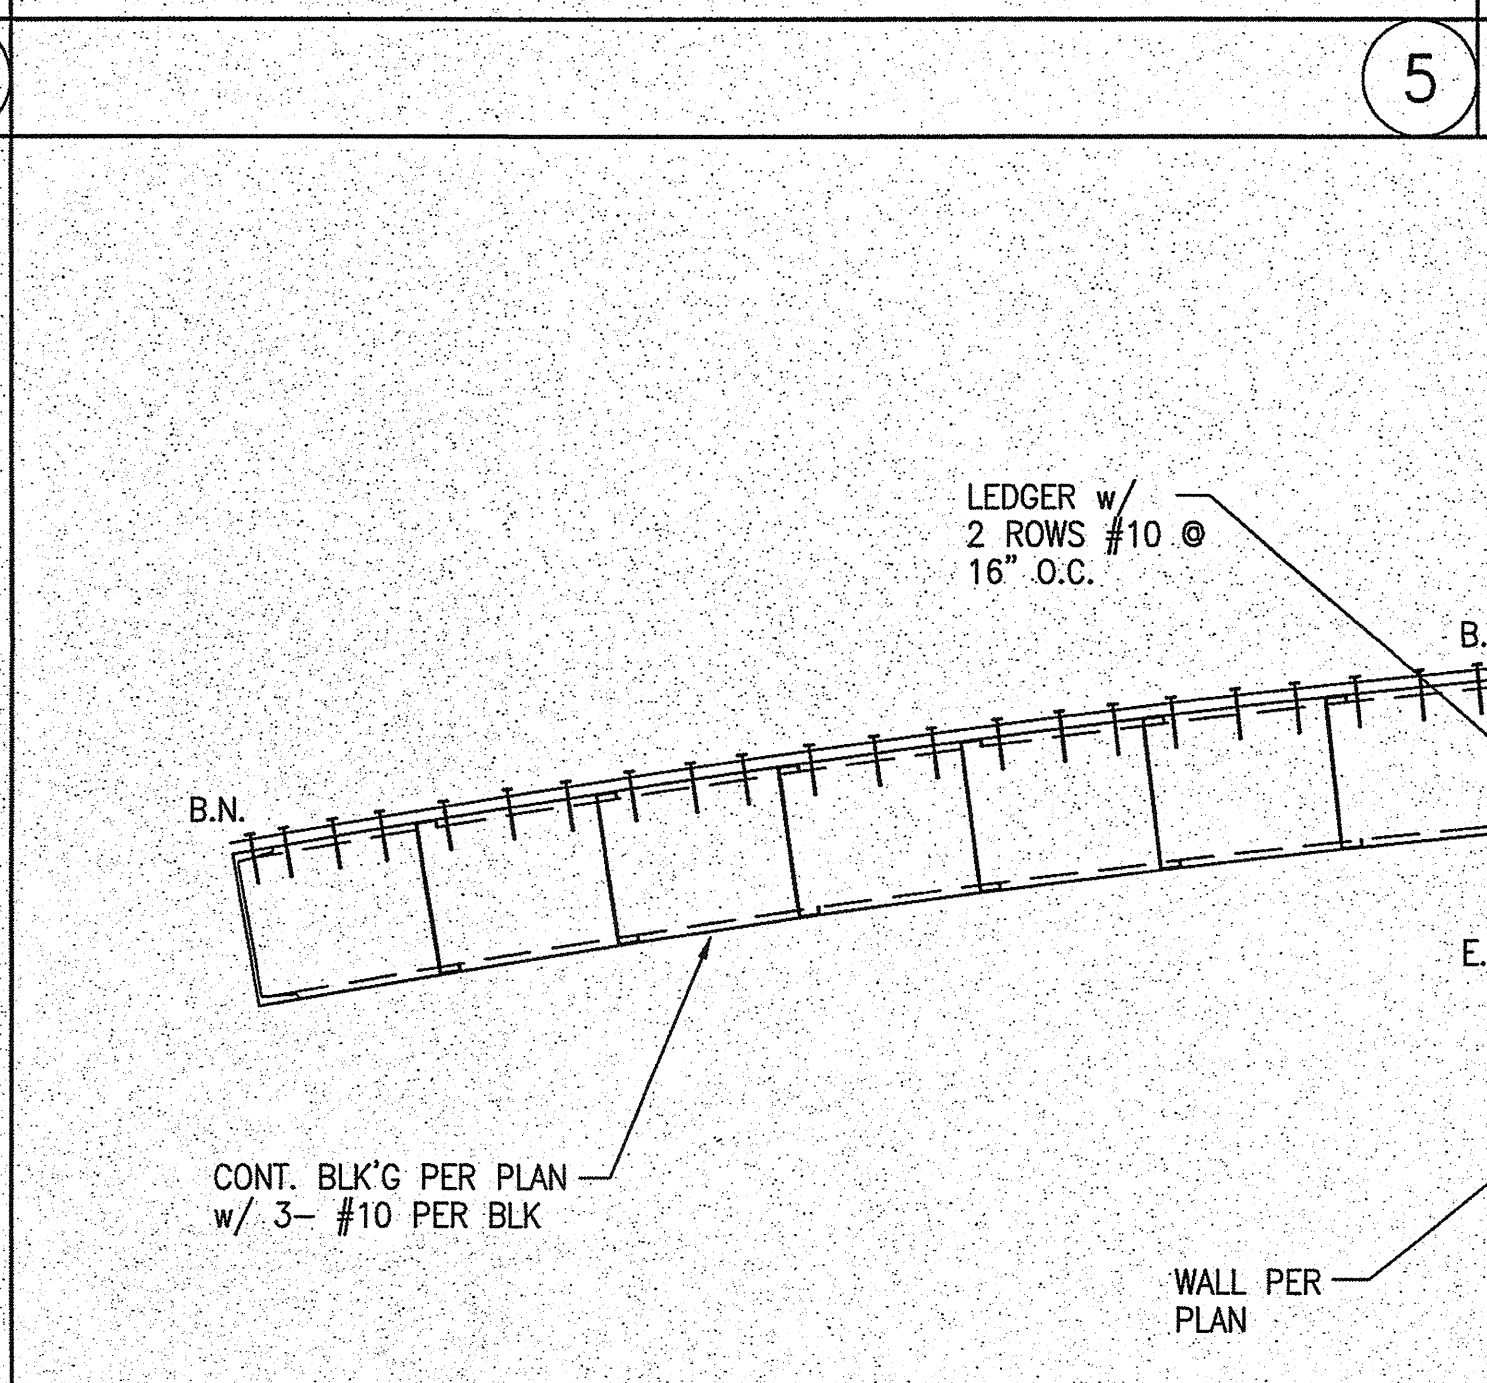 5
LEDGER w/
2 ROWS #10 @
16" O.C.
B.
B.N.
E.
CONT. BLK'G PER PLAN
w/ 3- #10 PER BLK
WALL PER
PLAN